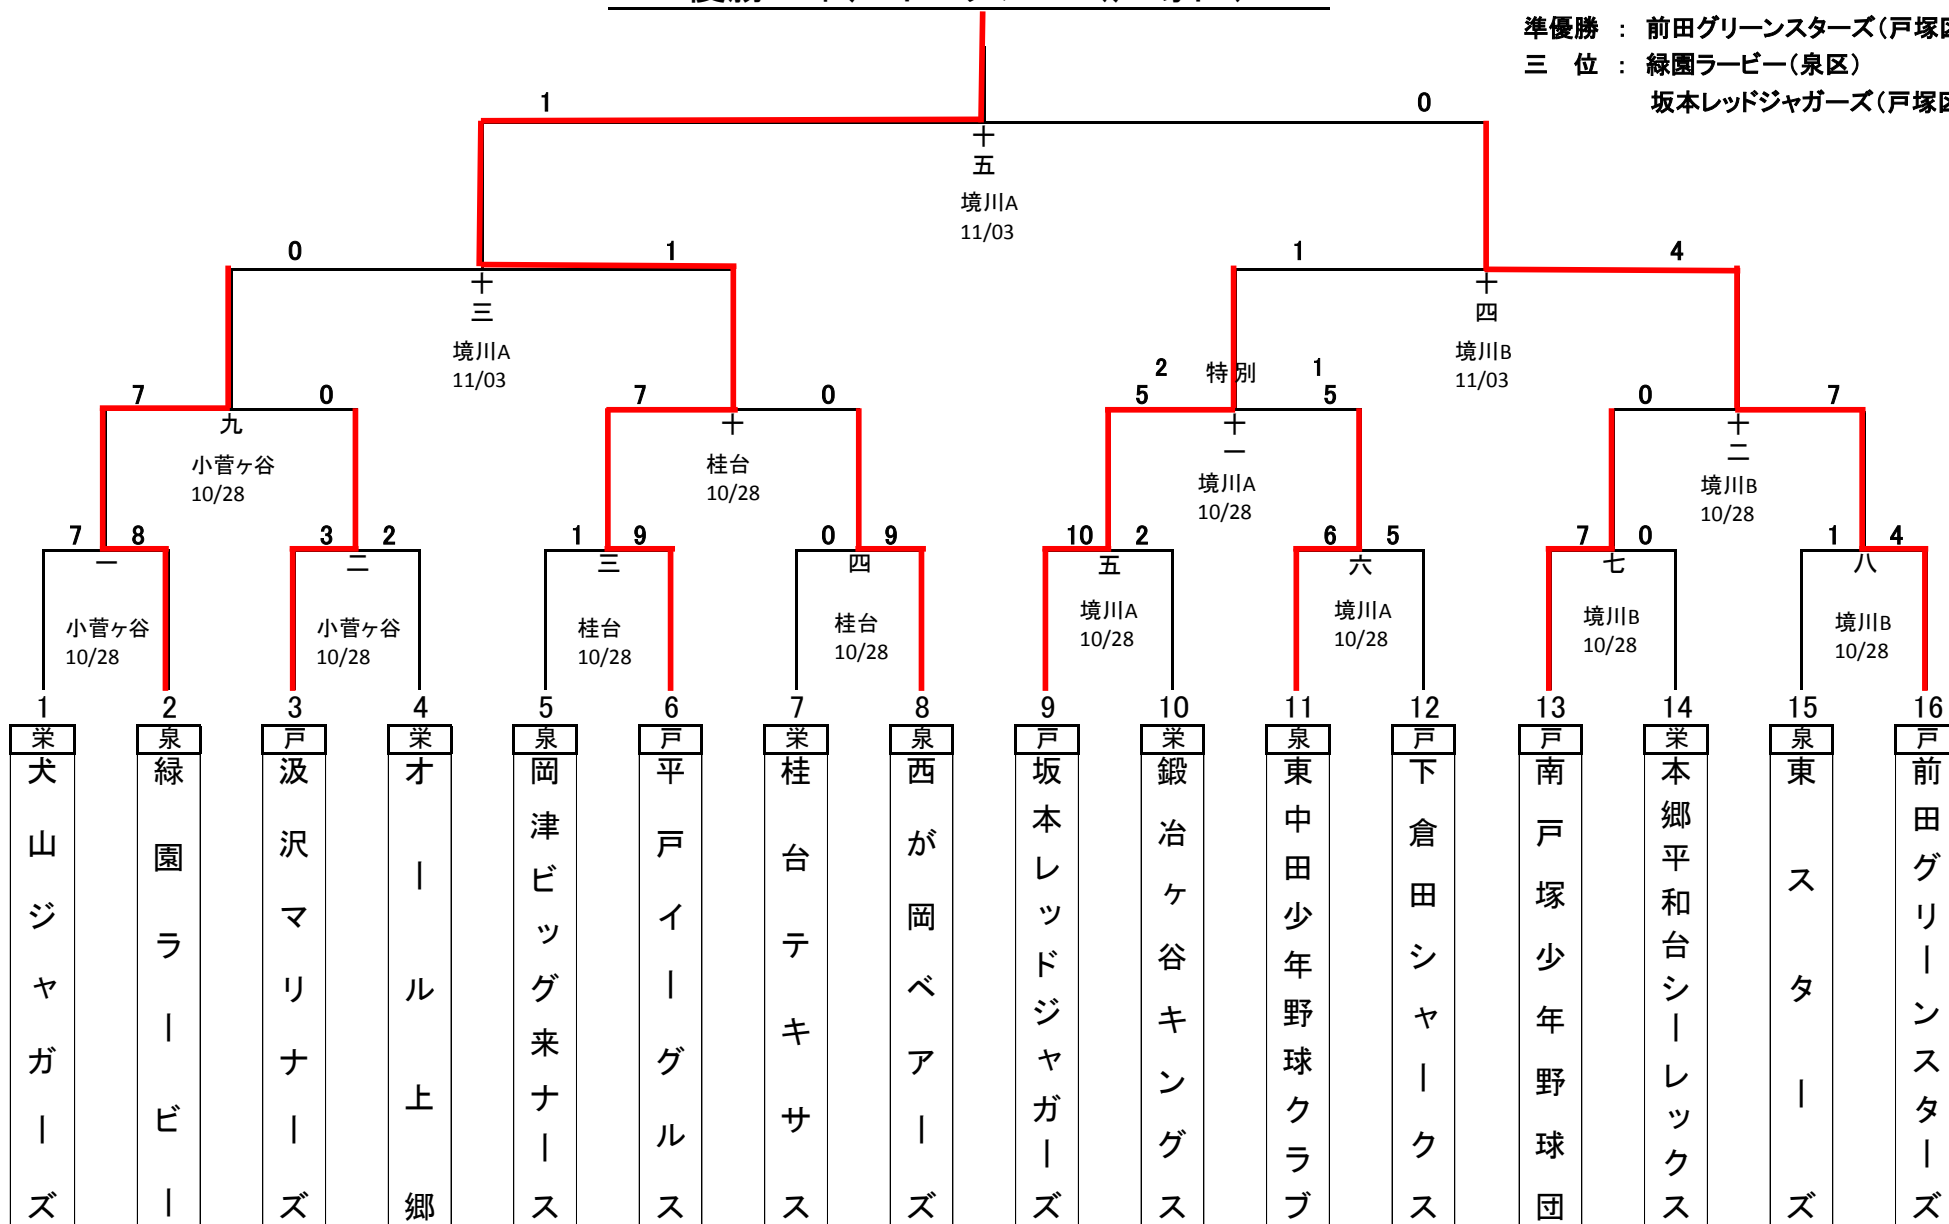 準優勝 : 前田グリーンスターズ(戸塚区
三 位 : 緑園ラービー(泉区)
坂本レッドジャガーズ(戸塚区
1
0
十五
境川A
11/03
0
1
1
4
十三
境川A
11/03
十四
境川B
11/03
2
特別
1
7
0
7
0
5
5
0
7
九
小菅ヶ谷
10/28
十
桂台
10/28
十一
境川A
10/28
十二
境川B
10/28
7
8
3
2
1
9
0
9
10
2
6
5
7
0
1
4
一
小菅ヶ谷
10/28
二
小菅ヶ谷
10/28
三
桂台
10/28
四
桂台
10/28
五
境川A
10/28
六
境川A
10/28
七
境川B
10/28
八
境川B
10/28
1
栄
犬山ジャガーズ
2
泉
緑園ラービー
3
戸
汲沢マリナーズ
4
栄
オール上郷
5
泉
岡津ビッグ来ナース
6
戸
平戸イーグルス
7
栄
桂台テキサス
8
泉
西が岡ベアーズ
9
戸
坂本レッドジャガーズ
10
栄
鍛冶ヶ谷キングス
11
泉
東中田少年野球クラブ
12
戸
下倉田シャークス
13
戸
南戸塚少年野球団
14
栄
本郷平和台シーレックス
15
泉
東スターズ
16
戸
前田グリーンスターズ